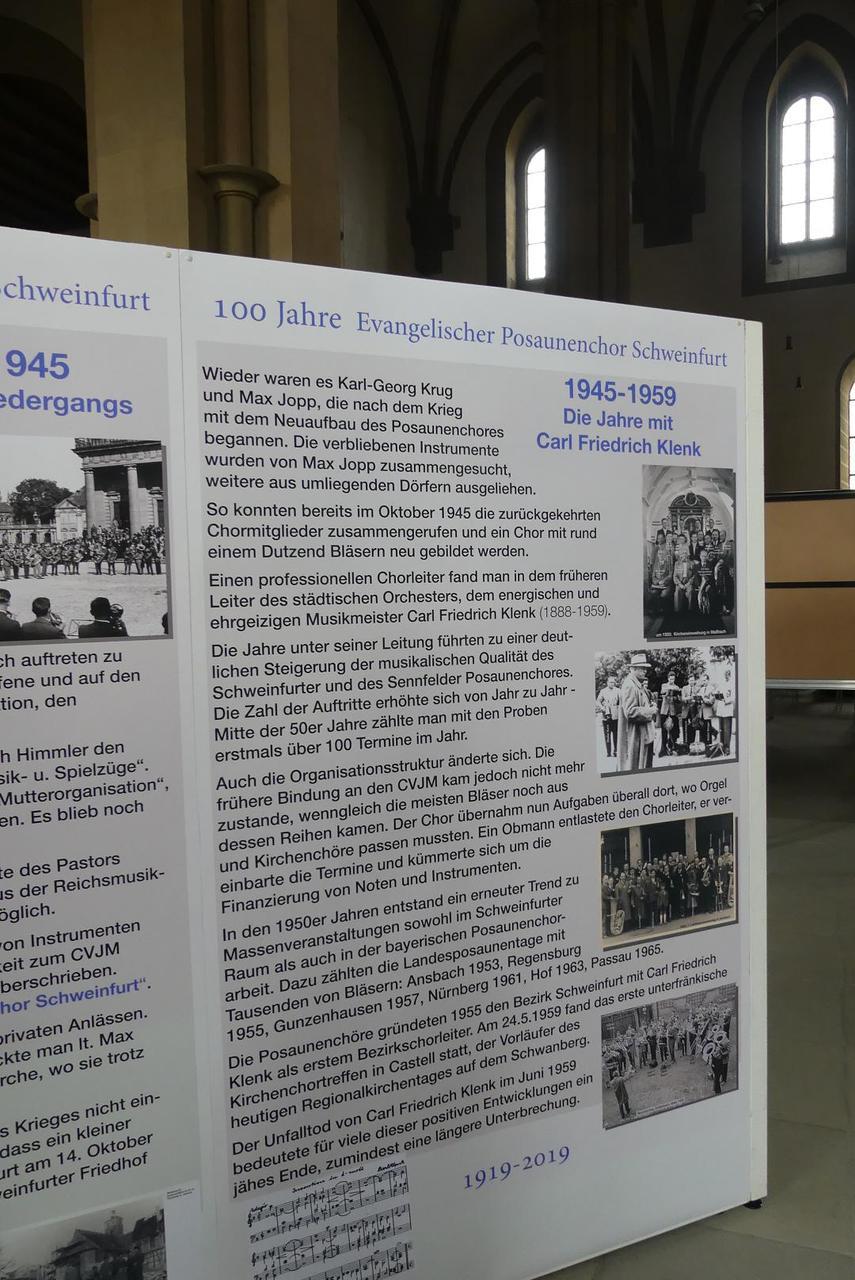 Schweinfurt
1945
edergangs
ch auftreten zu
fene und auf den
tion, den
h Himmler den
sik- u. Spielzüge“.
Mutterorganisation“,
en. Es blieb noch
te des Pastors
us der Reichsmusik-
öglich.
von Instrumenten
keit zum CVJM
berschrieben.
hor Schweinfurt“.
privaten Anlässen.
ckte man lt. Max
rche, wo sie trotz
s Krieges nicht ein-
dass ein kleiner
urt am 14. Oktober
veinfurter Friedhof
100 Jahre Evangelischer Posaunenchor Schweinfurt
1945-1959
Die Jahre mit
Carl Friedrich Klenk
Wieder waren es Karl-Georg Krug
und Max Jopp, die nach dem Krieg
mit dem Neuaufbau des Posaunenchores
begannen. Die verbliebenen Instrumente
wurden von Max Jopp zusammengesucht,
weitere aus umliegenden Dörfern ausgeliehen.
So konnten bereits im Oktober 1945 die zurückgekehrten
Chormitglieder zusammengerufen und ein Chor mit rund
einem Dutzend Bläsern neu gebildet werden.
Einen professionellen Chorleiter fand man in dem früheren
Leiter des städtischen Orchesters, dem energischen und
ehrgeizigen Musikmeister Carl Friedrich Klenk (1888-1959).
Die Jahre unter seiner Leitung führten zu einer deut-
lichen Steigerung der musikalischen Qualität des
Schweinfurter und des Sennfelder Posaunenchores.
Die Zahl der Auftritte erhöhte sich von Jahr zu Jahr -
Mitte der 50er Jahre zählte man mit den Proben
erstmals über 100 Termine im Jahr.
Auch die Organisationsstruktur änderte sich. Die
frühere Bindung an den CVJM kam jedoch nicht mehr
zustande, wenngleich die meisten Bläser noch aus
dessen Reihen kamen. Der Chor übernahm nun Aufgaben überall dort, wo Orgel
und Kirchenchöre passen mussten. Ein Obmann entlastete den Chorleiter, er ver-
einbarte die Termine und kümmerte sich um die
Finanzierung von Noten und Instrumenten.
In den 1950er Jahren entstand ein erneuter Trend zu
Massenveranstaltungen sowohl im Schweinfurter
Raum als auch in der bayerischen Posaunenchor-
arbeit. Dazu zählten die Landesposaunentage mit
Tausenden von Bläsern: Ansbach 1953, Regensburg
1955, Gunzenhausen 1957, Nürnberg 1961, Hof 1963, Passau 1965.
Die Posaunenchöre gründeten 1955 den Bezirk Schweinfurt mit Carl Friedrich
Klenk als erstem Bezirkschorleiter. Am 24.5.1959 fand das erste unterfränkische
Kirchenchortreffen in Castell statt, der Vorläufer des
heutigen Regionalkirchentages auf dem Schwanberg.
Der Unfalltod von Carl Friedrich Klenk im Juni 1959
bedeutete für viele dieser positiven Entwicklungen ein
jähes Ende, zumindest eine längere Unterbrechung.
1919-2019